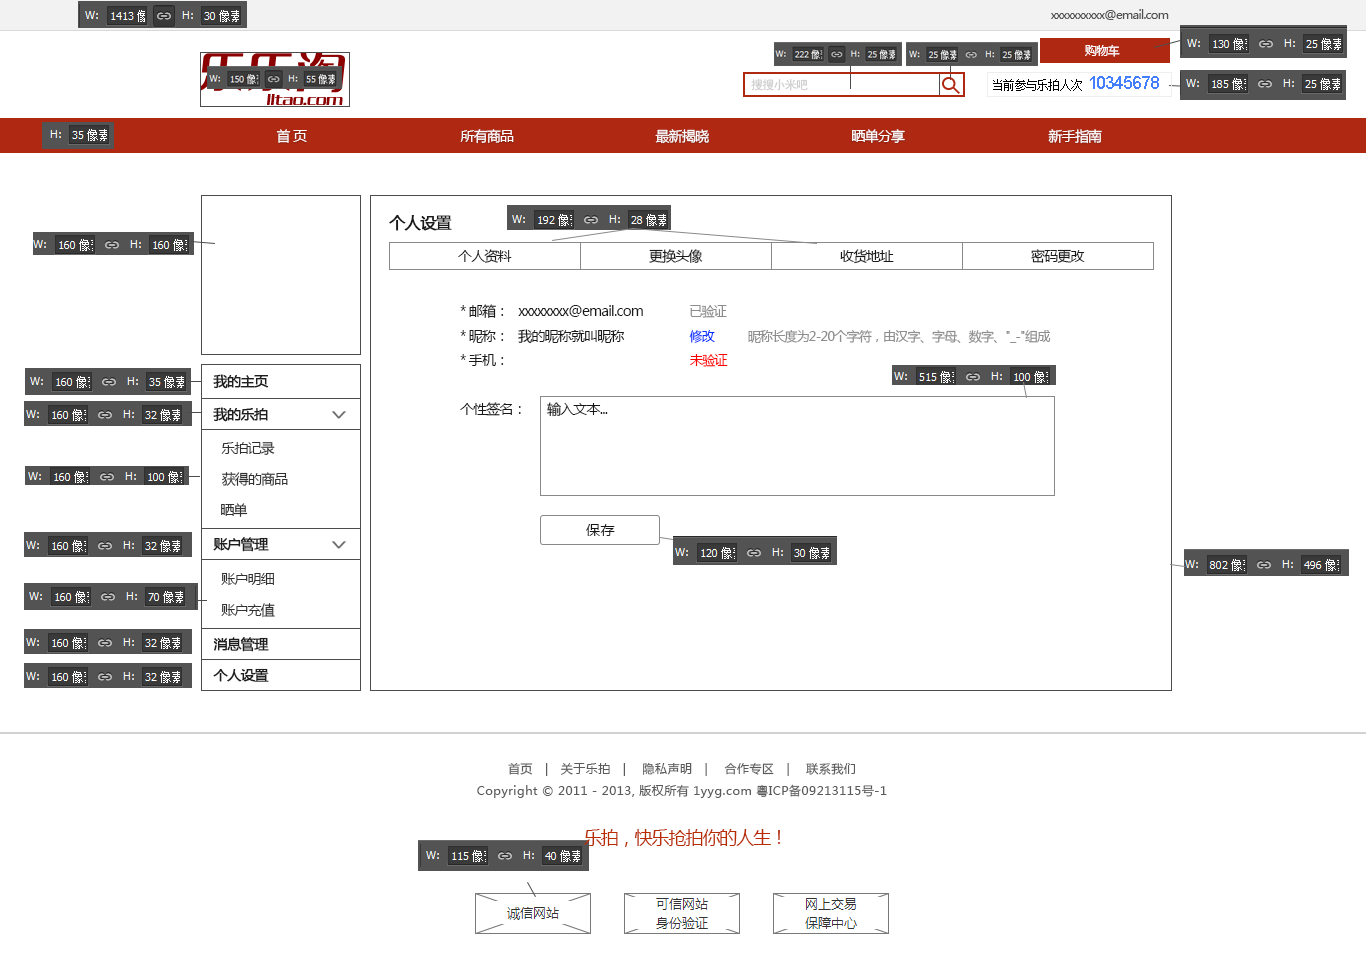 W: 1413 像 H: 30 像素
xxxxxxxxxx@email.com
乐乐淘
W: 150 像 H: 55 像素
lltao.com
W: 222 像 H: 25 像素
W: 25 像素 H: 25 像素
购物车
W: 130 像 H: 25 像素
搜搜小米吧
当前参与乐拍人次 10345678
W: 185 像 H: 25 像素
H: 35 像素
首 页
所有商品
最新揭晓
晒单分享
新手指南
W: 160 像 H: 160 像
W: 160 像 H: 35 像素
我的主页
W: 160 像 H: 32 像素
我的乐拍
乐拍记录
W: 160 像 H: 100 像
获得的商品
晒单
W: 160 像 H: 32 像素
账户管理
账户明细
W: 160 像 H: 70 像素
账户充值
W: 160 像 H: 32 像素
消息管理
W: 160 像 H: 32 像素
个人设置
个人设置
W: 192 像 H: 28 像素
个人资料
更换头像
收货地址
密码更改
* 邮箱： xxxxxxxx@email.com 已验证
* 昵称： 我的昵称就叫昵称 修改 昵称长度为2-20个字符，由汉字、字母、数字、"_-"组成
* 手机： 未验证
W: 515 像 H: 100 像
个性签名：
输入文本...
保存
W: 120 像 H: 30 像素
W: 802 像 H: 496 像
首页 | 关于乐拍 | 隐私声明 | 合作专区 | 联系我们
Copyright © 2011 - 2013, 版权所有 1yyg.com 粤ICP备09213115号-1
乐拍，快乐抢拍你的人生！
W: 115 像 H: 40 像素
诚信网站
可信网站
身份验证
网上交易
保障中心